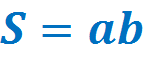 S = ab